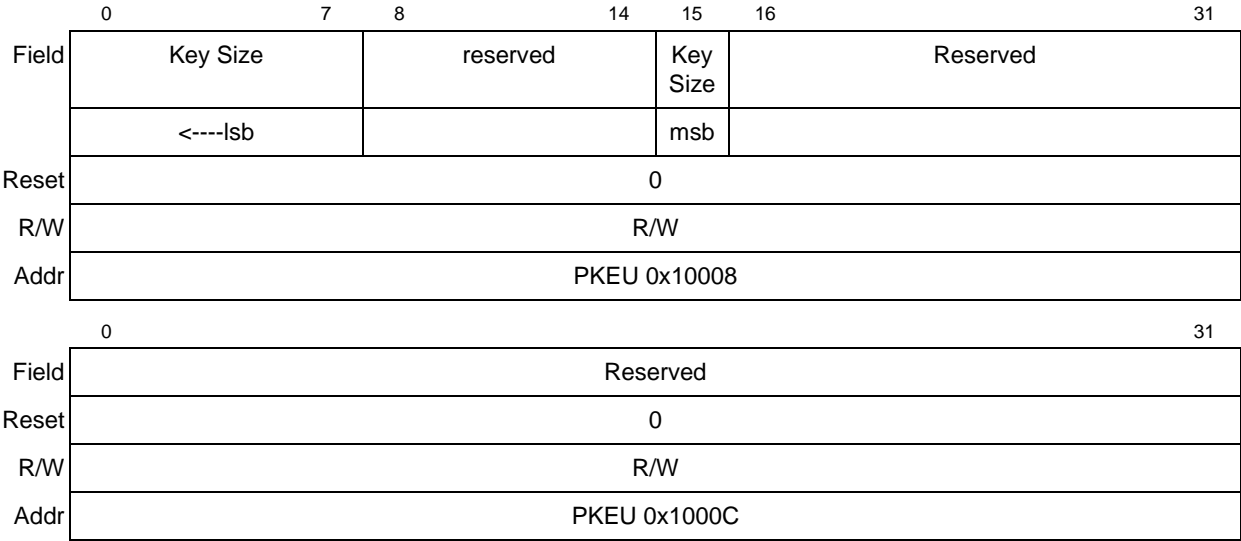 0 7 8 14 15 16 31
Field Key Size reserved Key Size Reserved
<----lsb msb
Reset 0
R/W R/W
Addr PKEU 0x10008
0 31
Field Reserved
Reset 0
R/W R/W
Addr PKEU 0x1000C